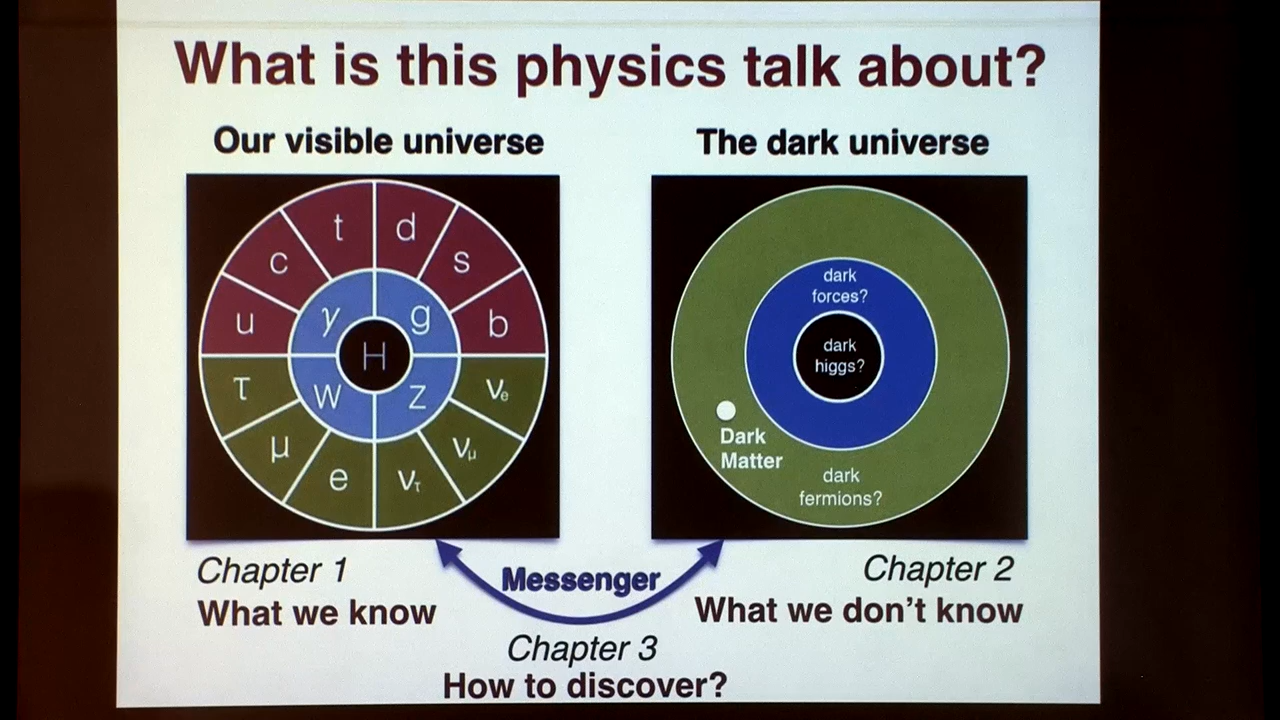 What is this physics talk about?
Our visible universe
The dark universe
t
d
c
s
u
b
γ
g
H
W
Z
τ
νe
μ
νμ
e
ντ
dark
forces?
dark
higgs?
Dark
Matter
dark
fermions?
Messenger
Chapter 1
What we know
Chapter 2
What we don't know
Chapter 3
How to discover?